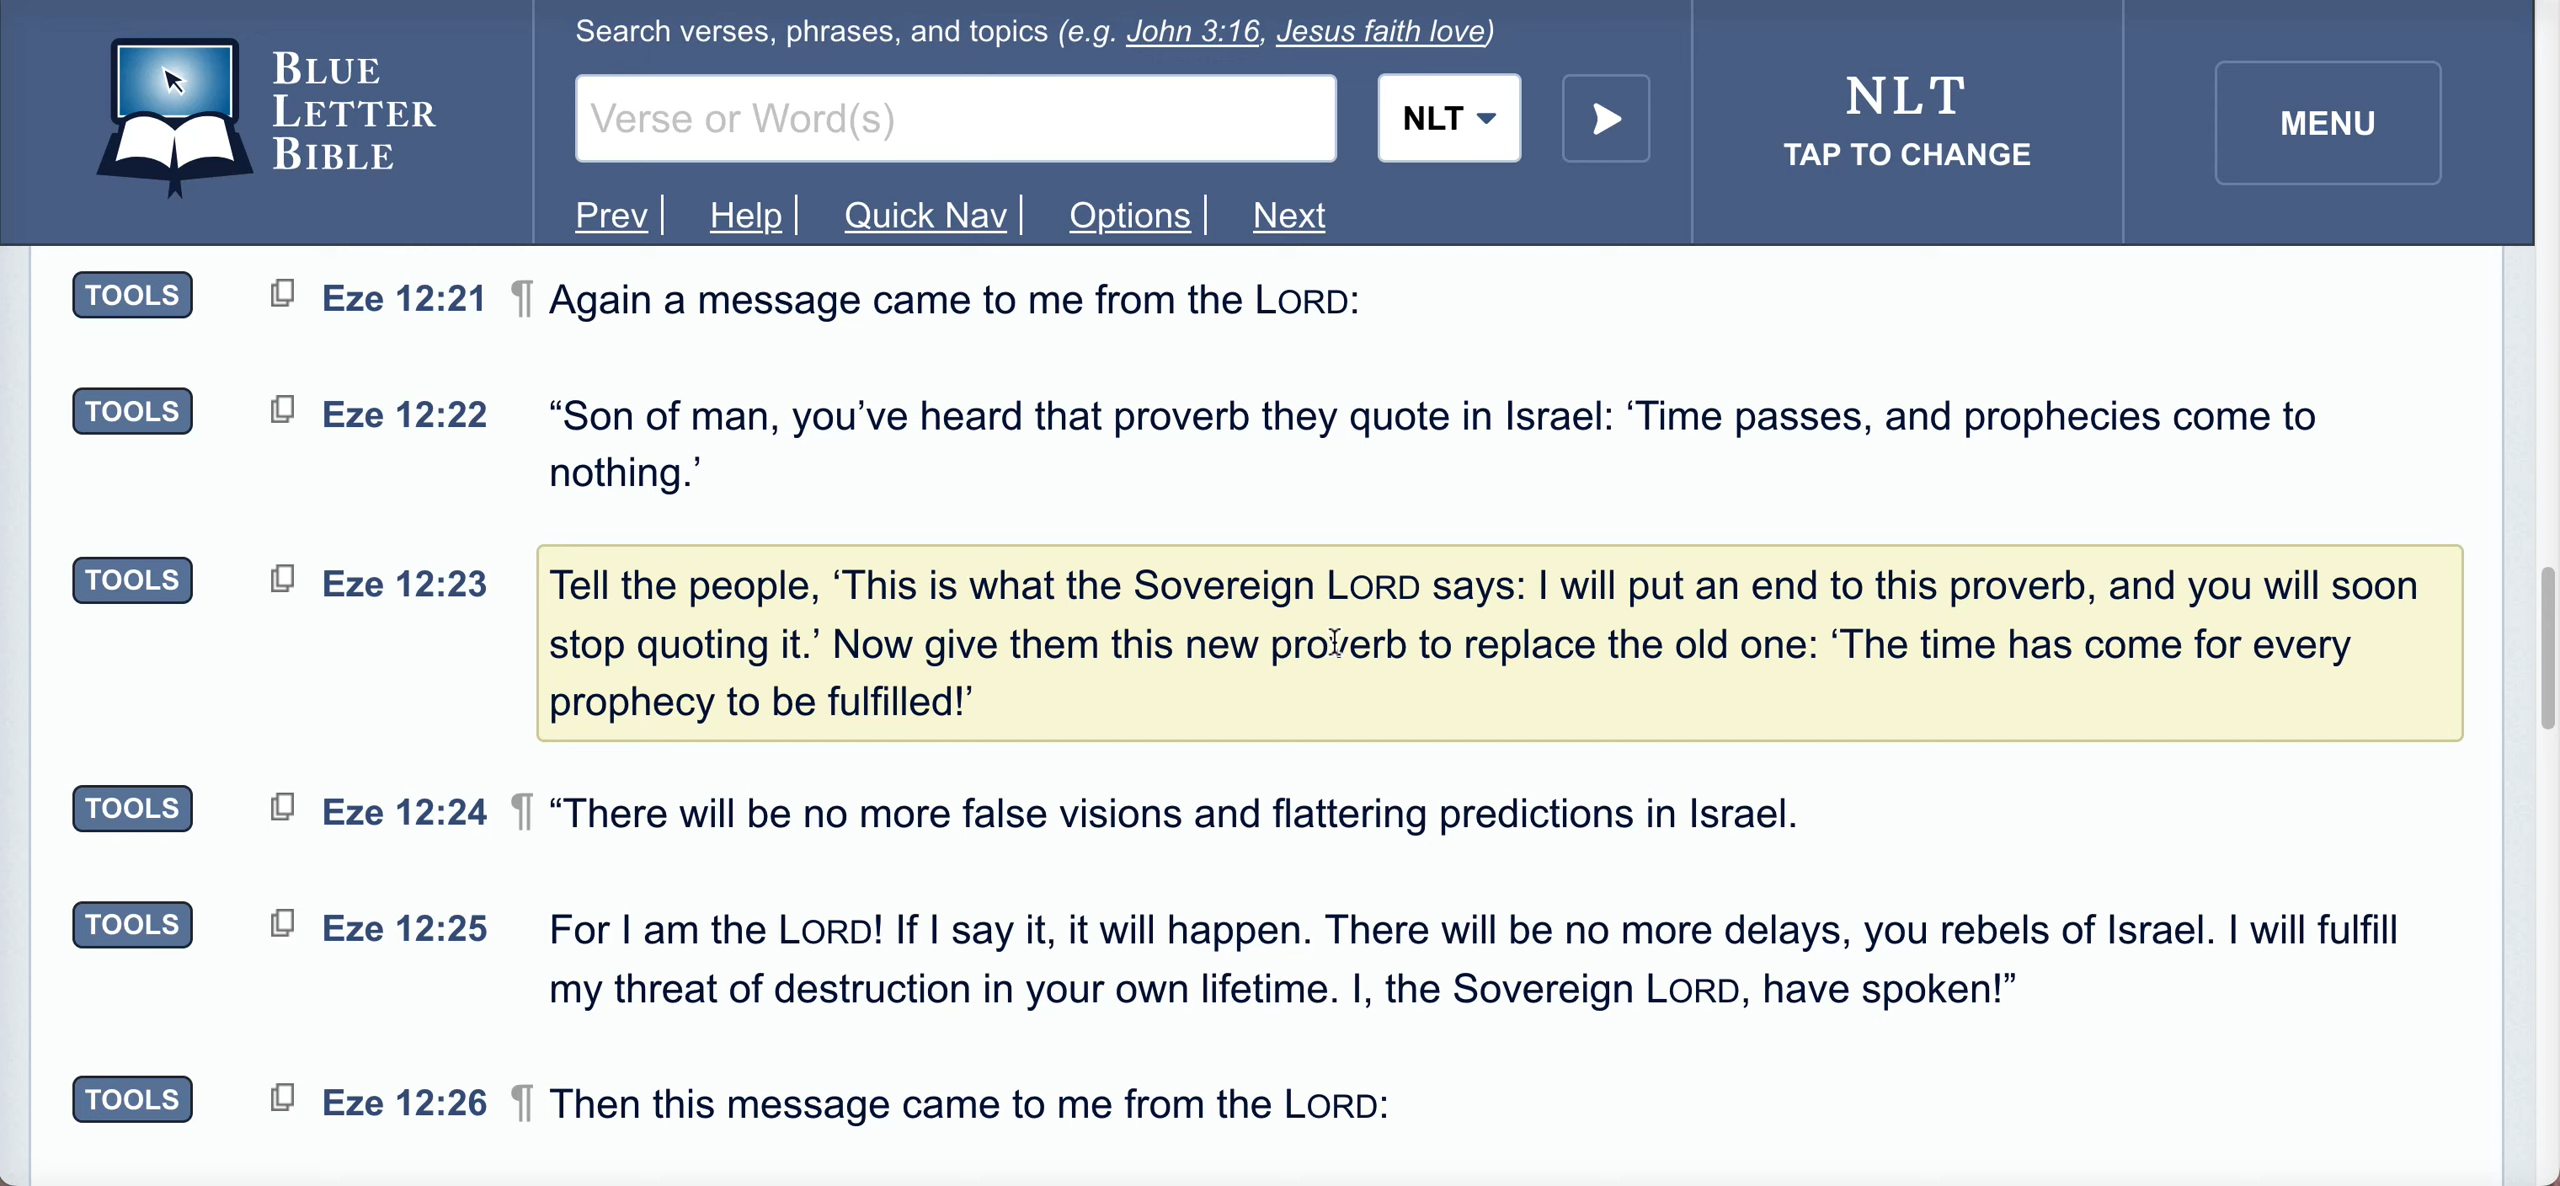 BLUE
LETTER
BIBLE
Search verses, phrases, and topics (e.g. John 3:16, Jesus faith love)
Verse or Word(s)
NLT
Prev | Help | Quick Nav | Options | Next
NLT
TAP TO CHANGE
MENU
TOOLS Eze 12:21 ¶ Again a message came to me from the LORD:
TOOLS Eze 12:22 “Son of man, you’ve heard that proverb they quote in Israel: ‘Time passes, and prophecies come to
nothing.’
TOOLS Eze 12:23 Tell the people, ‘This is what the Sovereign LORD says: I will put an end to this proverb, and you will soon
stop quoting it.’ Now give them this new proverb to replace the old one: ‘The time has come for every
prophecy to be fulfilled!’
TOOLS Eze 12:24 ¶ “There will be no more false visions and flattering predictions in Israel.
TOOLS Eze 12:25 For I am the LORD! If I say it, it will happen. There will be no more delays, you rebels of Israel. I will fulfill
my threat of destruction in your own lifetime. I, the Sovereign LORD, have spoken!”
TOOLS Eze 12:26 ¶ Then this message came to me from the LORD: